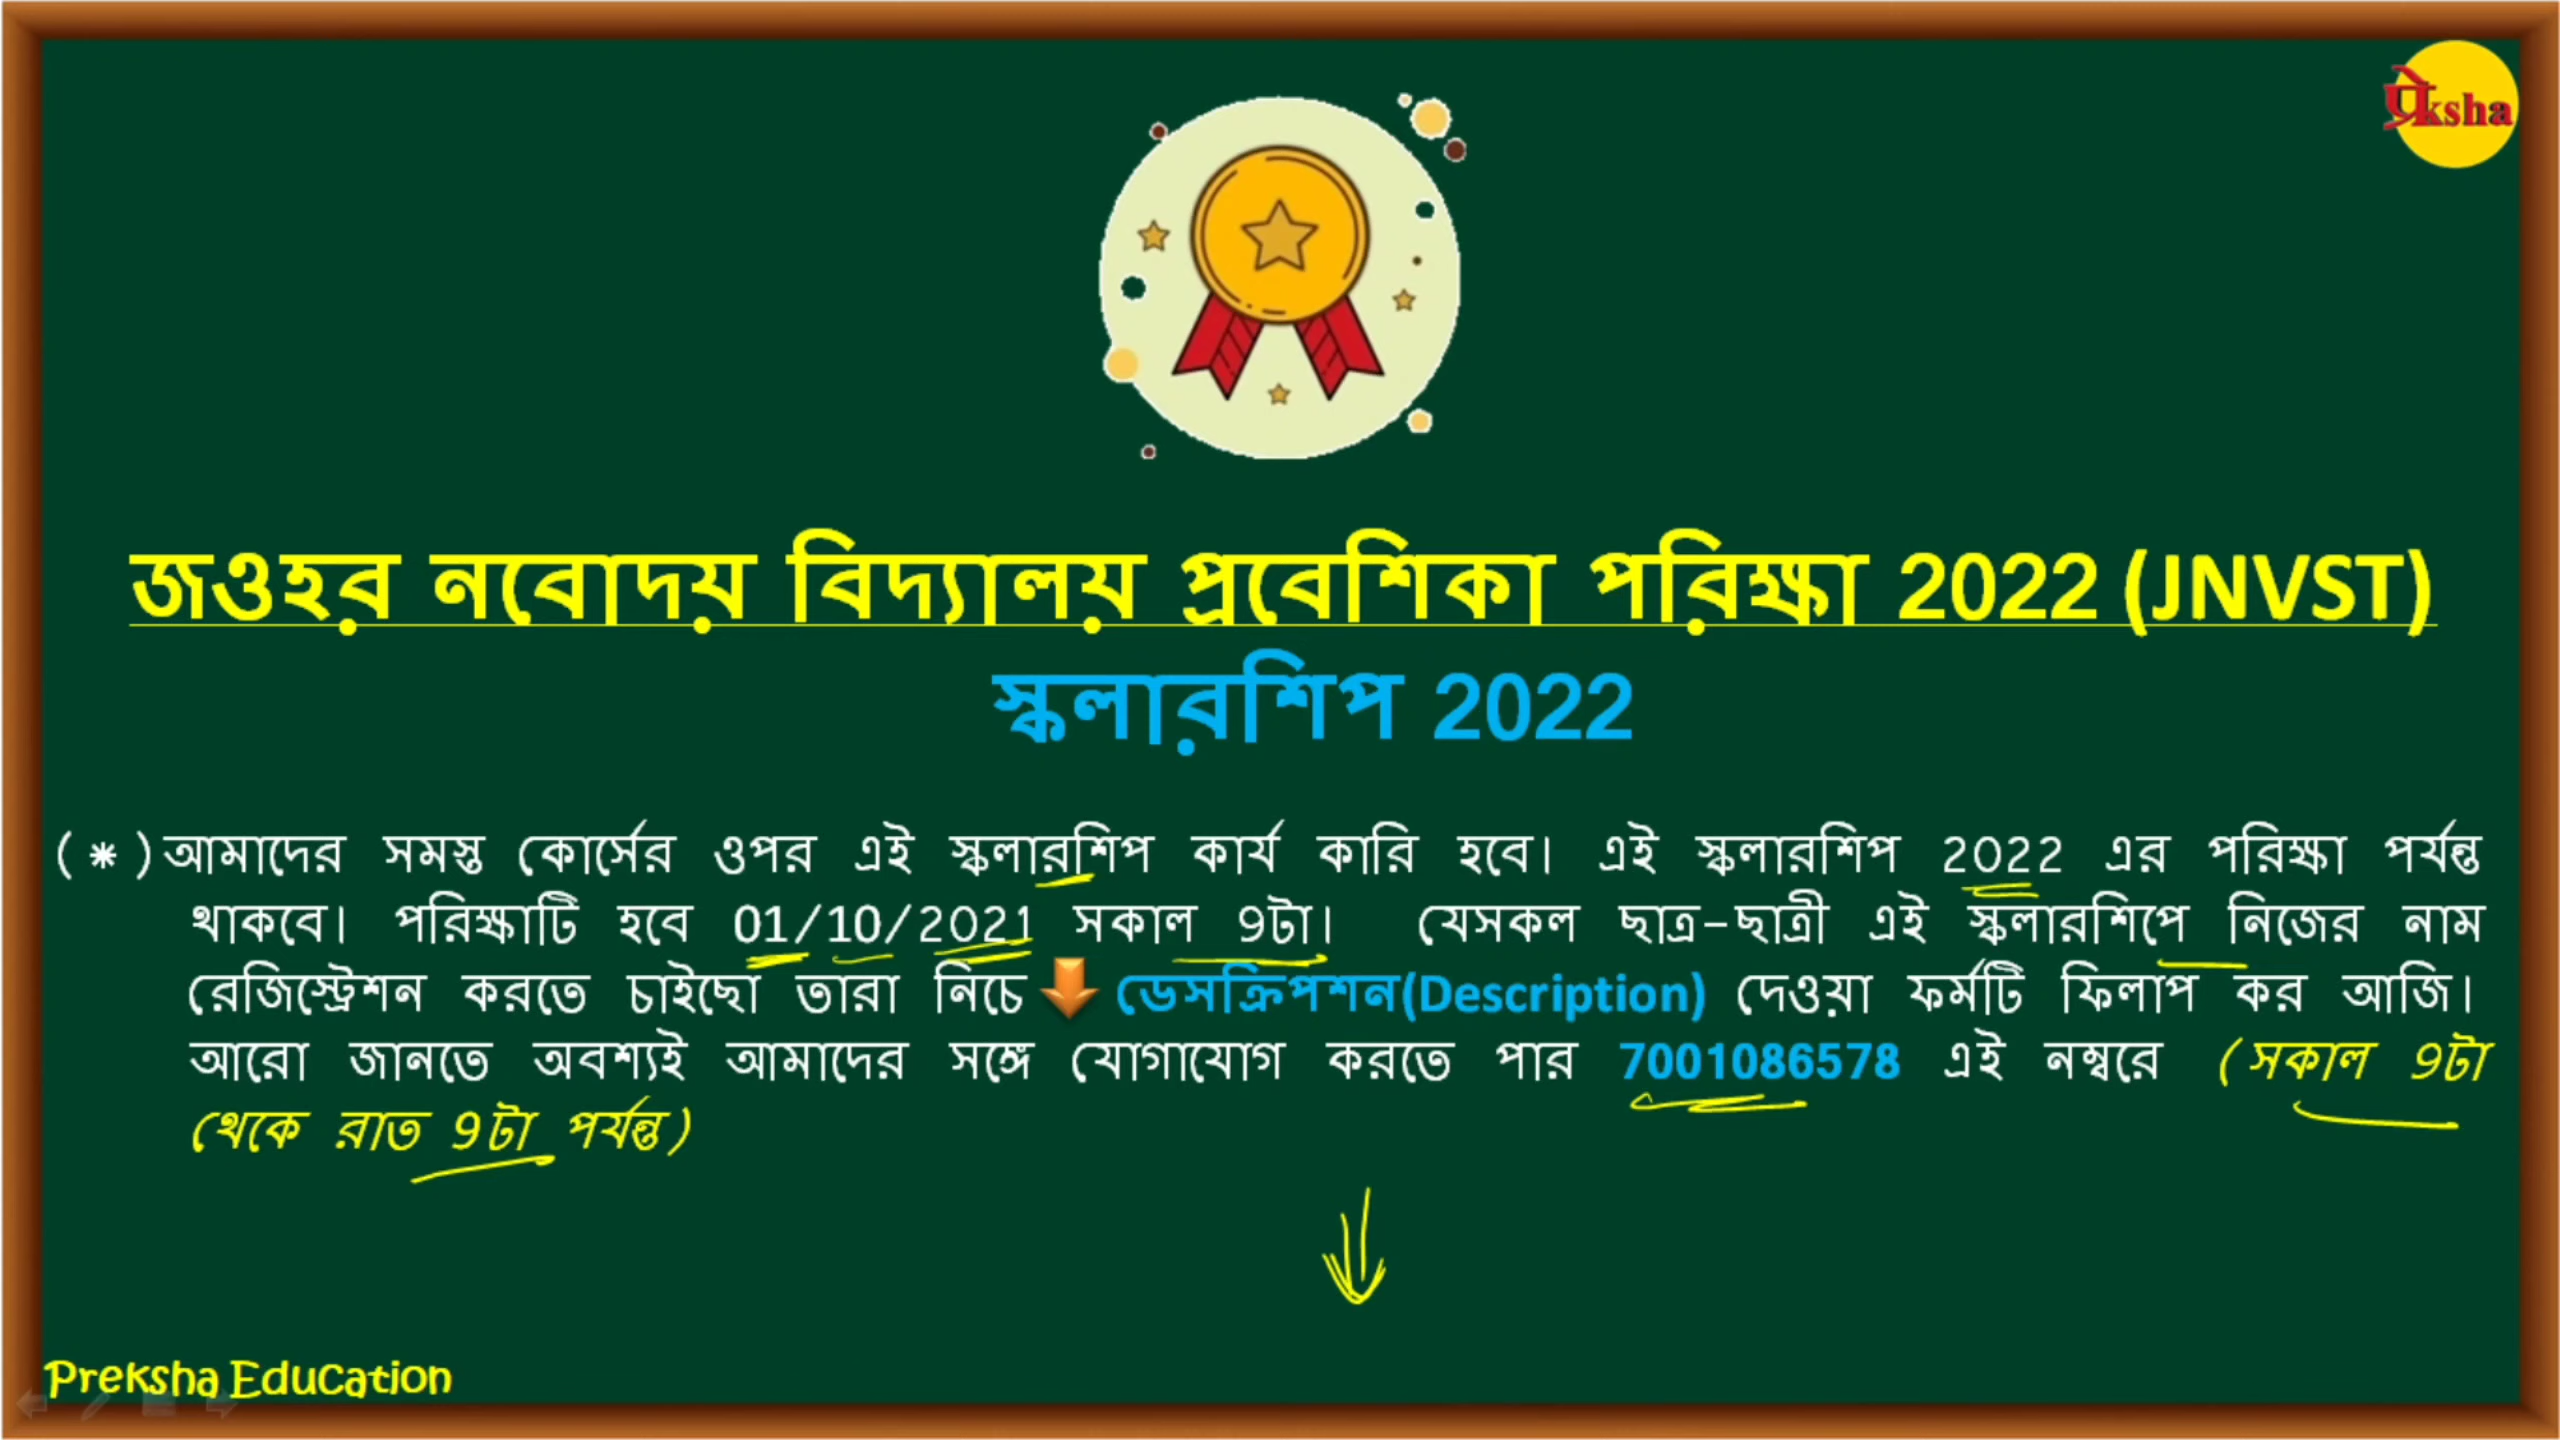 प्रेksha
জওহর নবোদয় বিদ্যালয় প্রবেশিকা পরিক্ষা 2022 (JNVST)
স্কলারশিপ 2022
(*) আমাদের সমস্ত কোর্সের ওপর এই স্কলারশিপ কার্য কারি হবে। এই স্কলারশিপ 2022 এর পরিক্ষা পর্যন্ত
থাকবে। পরিক্ষাটি হবে 01/10/2021 সকাল 9টা। যেসকল ছাত্র-ছাত্রী এই স্কলারশিপে নিজের নাম
রেজিস্ট্রেশন করতে চাইছো তারা নিচে ডেসক্রিপশন(Description) দেওয়া ফর্মটি ফিলাপ কর আজি।
আরো জানতে অবশ্যই আমাদের সঙ্গে যোগাযোগ করতে পার 7001086578 এই নম্বরে (সকাল 9টা
থেকে রাত 9টা পর্যন্ত)
Preksha Education